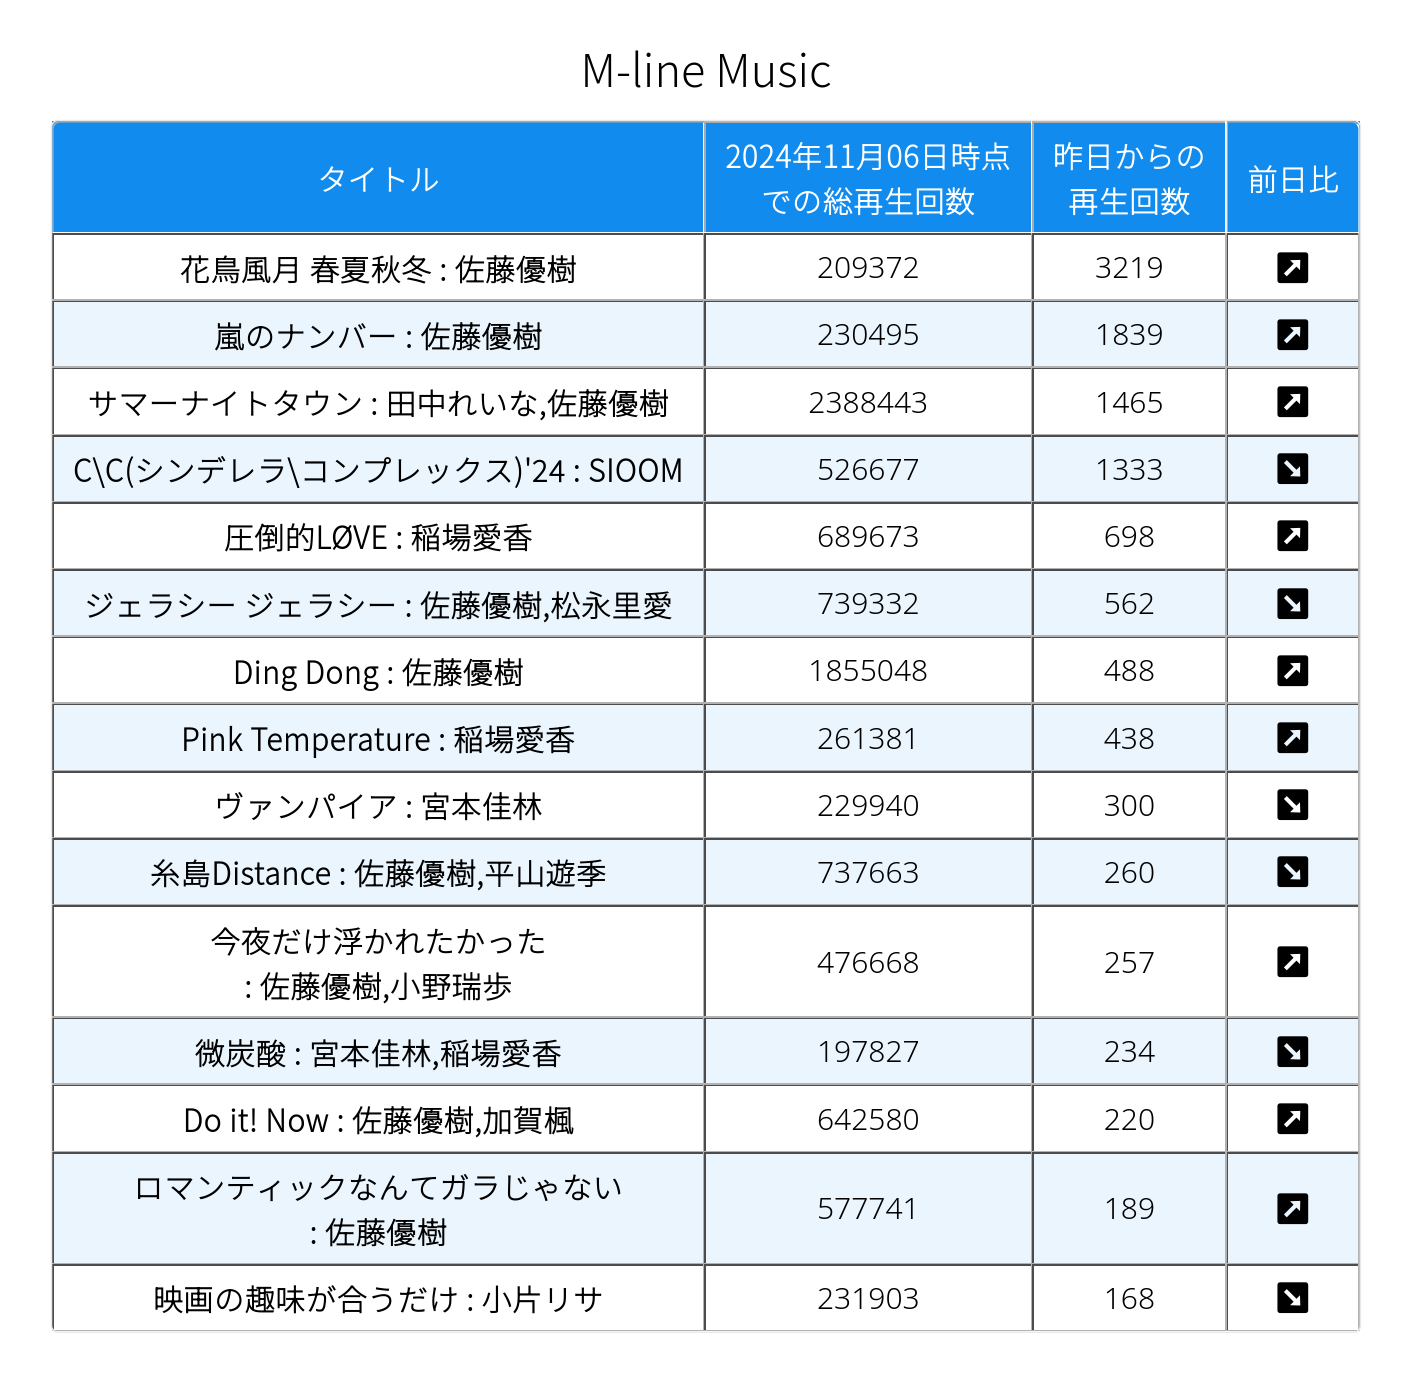 M-line Music
タイトル
2024年11月06日時点
での総再生回数
昨日からの
再生回数
前日比
花鳥風月 春夏秋冬 : 佐藤優樹 209372 3219
嵐のナンバー : 佐藤優樹 230495 1839
サマーナイトタウン : 田中れいな,佐藤優樹 2388443 1465
C\C(シンデレラ\コンプレックス)'24 : SIOOM 526677 1333
圧倒的LØVE : 稲場愛香 689673 698
ジェラシー ジェラシー : 佐藤優樹,松永里愛 739332 562
Ding Dong : 佐藤優樹 1855048 488
Pink Temperature : 稲場愛香 261381 438
ヴァンパイア : 宮本佳林 229940 300
糸島Distance : 佐藤優樹,平山遊季 737663 260
今夜だけ浮かれたかった
: 佐藤優樹,小野瑞歩 476668 257
微炭酸 : 宮本佳林,稲場愛香 197827 234
Do it! Now : 佐藤優樹,加賀楓 642580 220
ロマンティックなんてガラじゃない
: 佐藤優樹 577741 189
映画の趣味が合うだけ : 小片リサ 231903 168